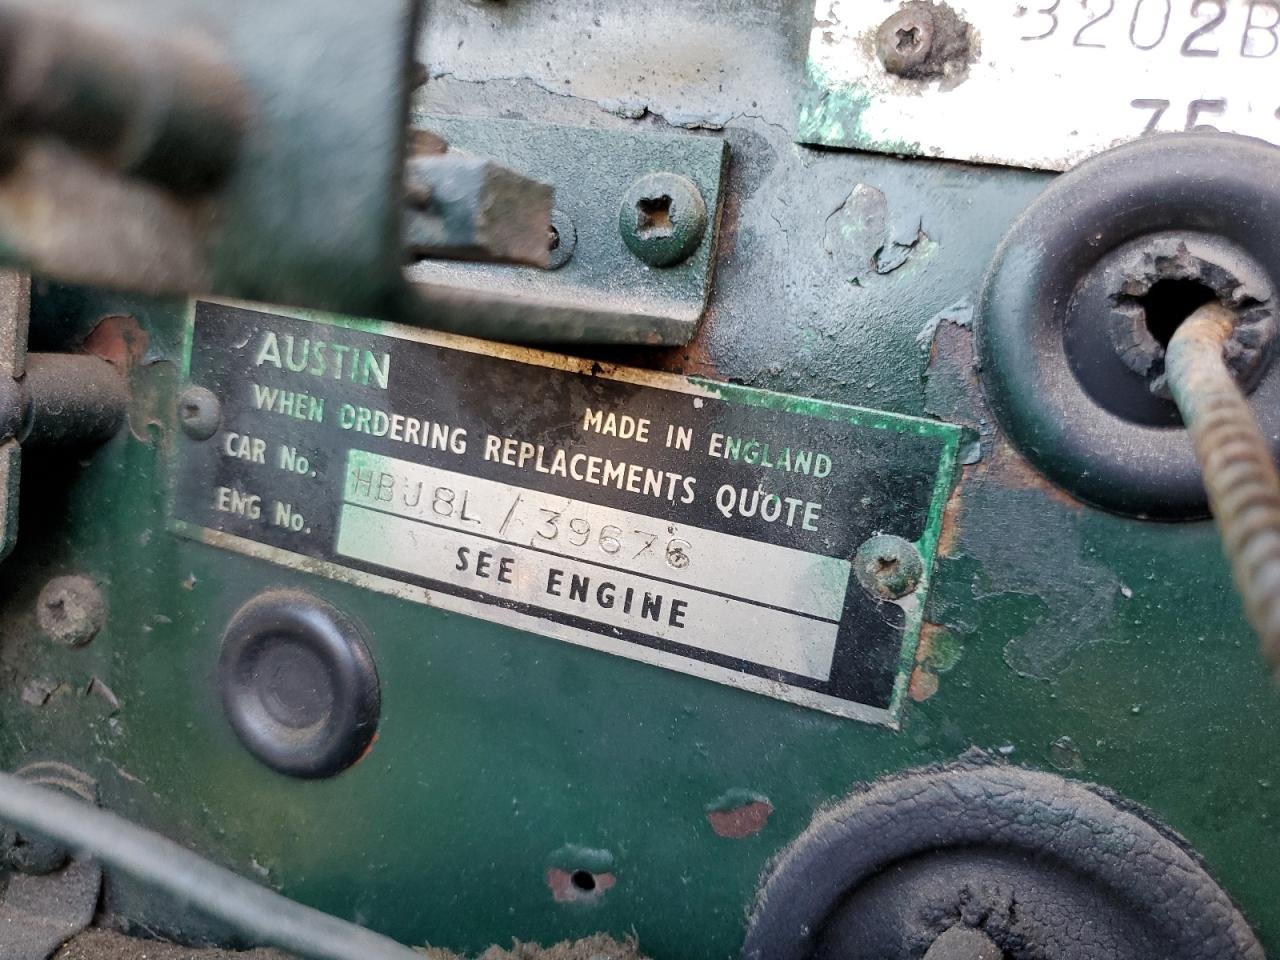 3202B
AUSTIN
MADE IN ENGLAND
WHEN ORDERING REPLACEMENTS QUOTE
CAR No. HBJ8L/39676
ENG No. SEE ENGINE